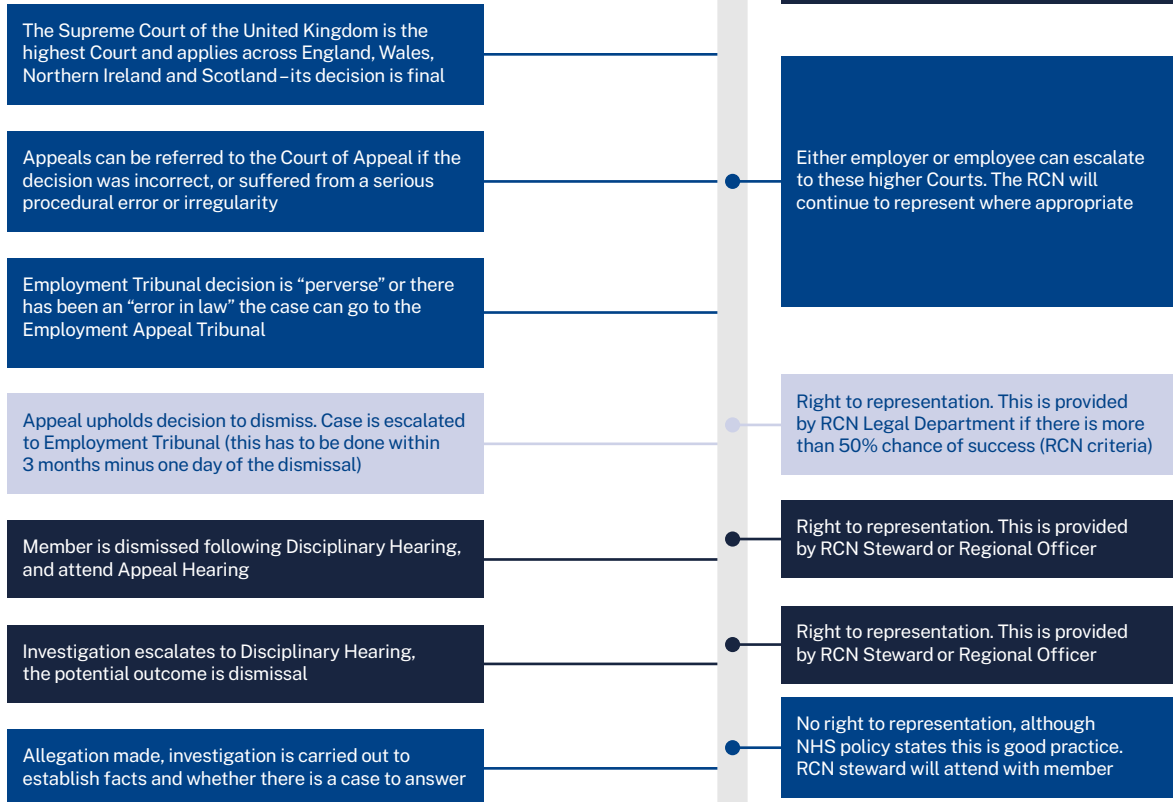 The Supreme Court of the United Kingdom is the
highest Court and applies across England, Wales,
Northern Ireland and Scotland – its decision is final
Appeals can be referred to the Court of Appeal if the
decision was incorrect, or suffered from a serious
procedural error or irregularity
Either employer or employee can escalate
to these higher Courts. The RCN will
continue to represent where appropriate
Employment Tribunal decision is “perverse” or there
has been an “error in law” the case can go to the
Employment Appeal Tribunal
Appeal upholds decision to dismiss. Case is escalated
to Employment Tribunal (this has to be done within
3 months minus one day of the dismissal)
Right to representation. This is provided
by RCN Legal Department if there is more
than 50% chance of success (RCN criteria)
Member is dismissed following Disciplinary Hearing,
and attend Appeal Hearing
Right to representation. This is provided
by RCN Steward or Regional Officer
Investigation escalates to Disciplinary Hearing,
the potential outcome is dismissal
Right to representation. This is provided
by RCN Steward or Regional Officer
Allegation made, investigation is carried out to
establish facts and whether there is a case to answer
No right to representation, although
NHS policy states this is good practice.
RCN steward will attend with member